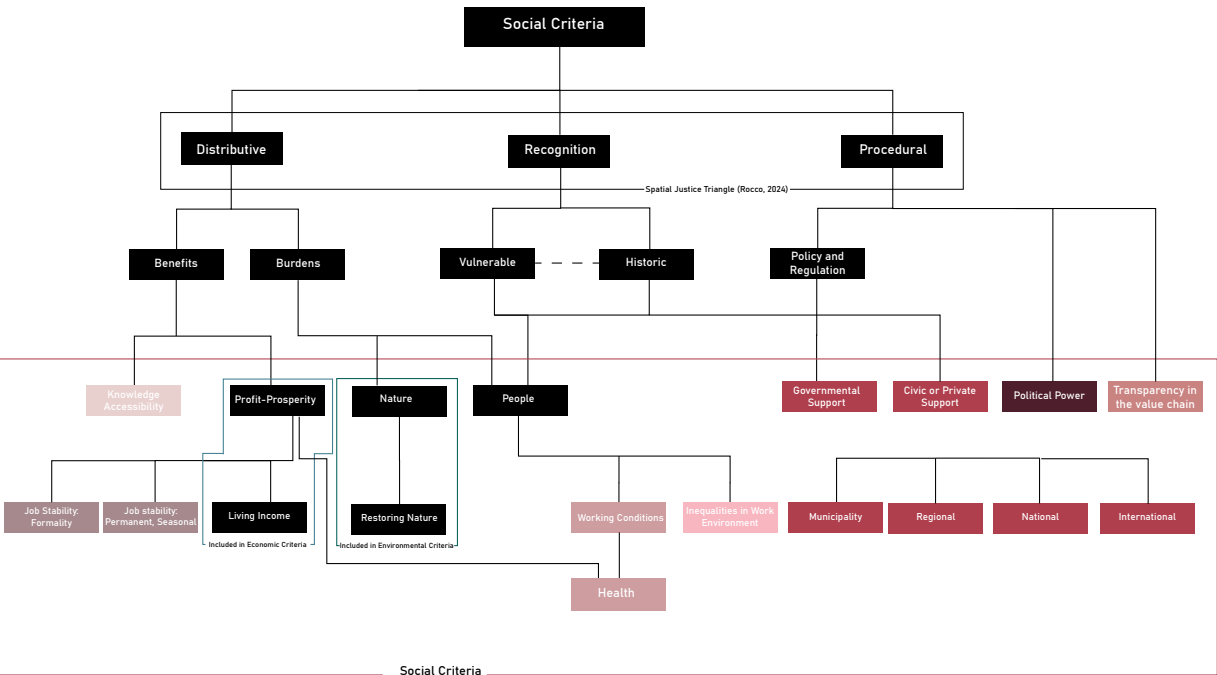 Social Criteria
Distributive
Recognition
Procedural
Spatial Justice Triangle (Rocco, 2024)
Benefits
Burdens
Vulnerable
Historic
Policy and
Regulation
Knowledge
Accessibility
Profit-Prosperity
Nature
People
Governmental
Support
Civic or Private
Support
Political Power
Transparency in
the value chain
Job Stability:
Formality
Job stability:
Permanent, Seasonal
Living Income
Restoring Nature
Working Conditions
Inequalities in Work
Environment
Municipality
Regional
National
International
Included in Economic Criteria
Included in Environmental Criteria
Health
Social Criteria